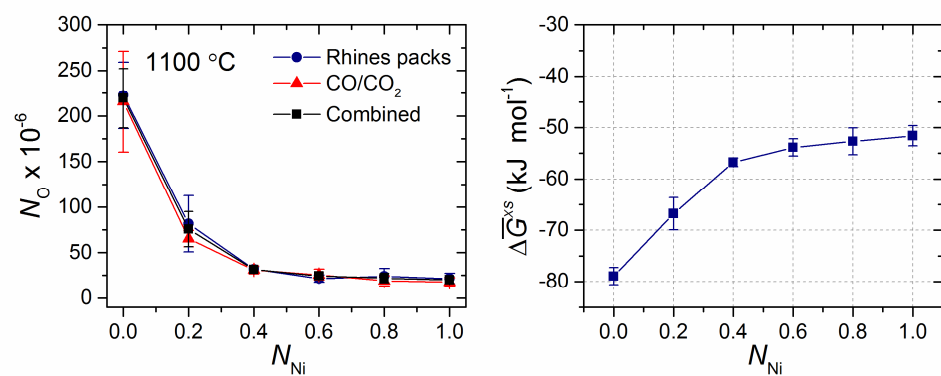 300
250
200
150
100
50
0
N_O x 10^-6
1100 °C
Rhines packs
CO/CO₂
Combined
0.0 0.2 0.4 0.6 0.8 1.0
N_Ni
-30
-40
-50
-60
-70
-80
ΔG̅^xs (kJ mol^-1)
0.0 0.2 0.4 0.6 0.8 1.0
N_Ni